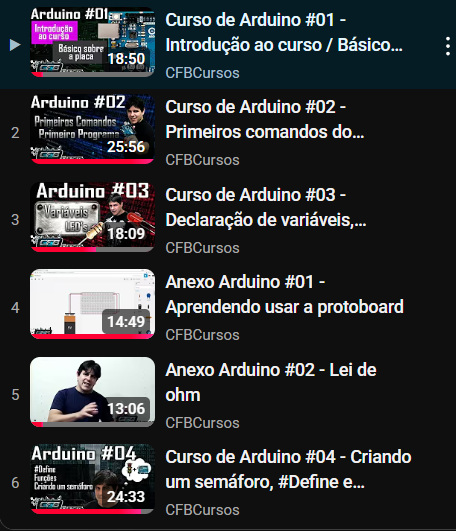 Arduino #01
Introdução
ao curso
Básico sobre
a placa
18:50
Curso de Arduino #01 -
Introdução ao curso / Básico...
CFBCursos
2
Arduino #02
Primeiros Comandos
Primeiro Programa
25:56
Curso de Arduino #02 -
Primeiros comandos do...
CFBCursos
3
Arduino #03
Variáveis
LED's
18:09
Curso de Arduino #03 -
Declaração de variáveis,...
CFBCursos
4
14:49
Anexo Arduino #01 -
Aprendendo usar a protoboard
CFBCursos
5
13:06
Anexo Arduino #02 - Lei de
ohm
CFBCursos
6
Arduino #04
#Define
Funções
Criando um semáforo
24:33
Curso de Arduino #04 - Criando
um semáforo, #Define e...
CFBCursos